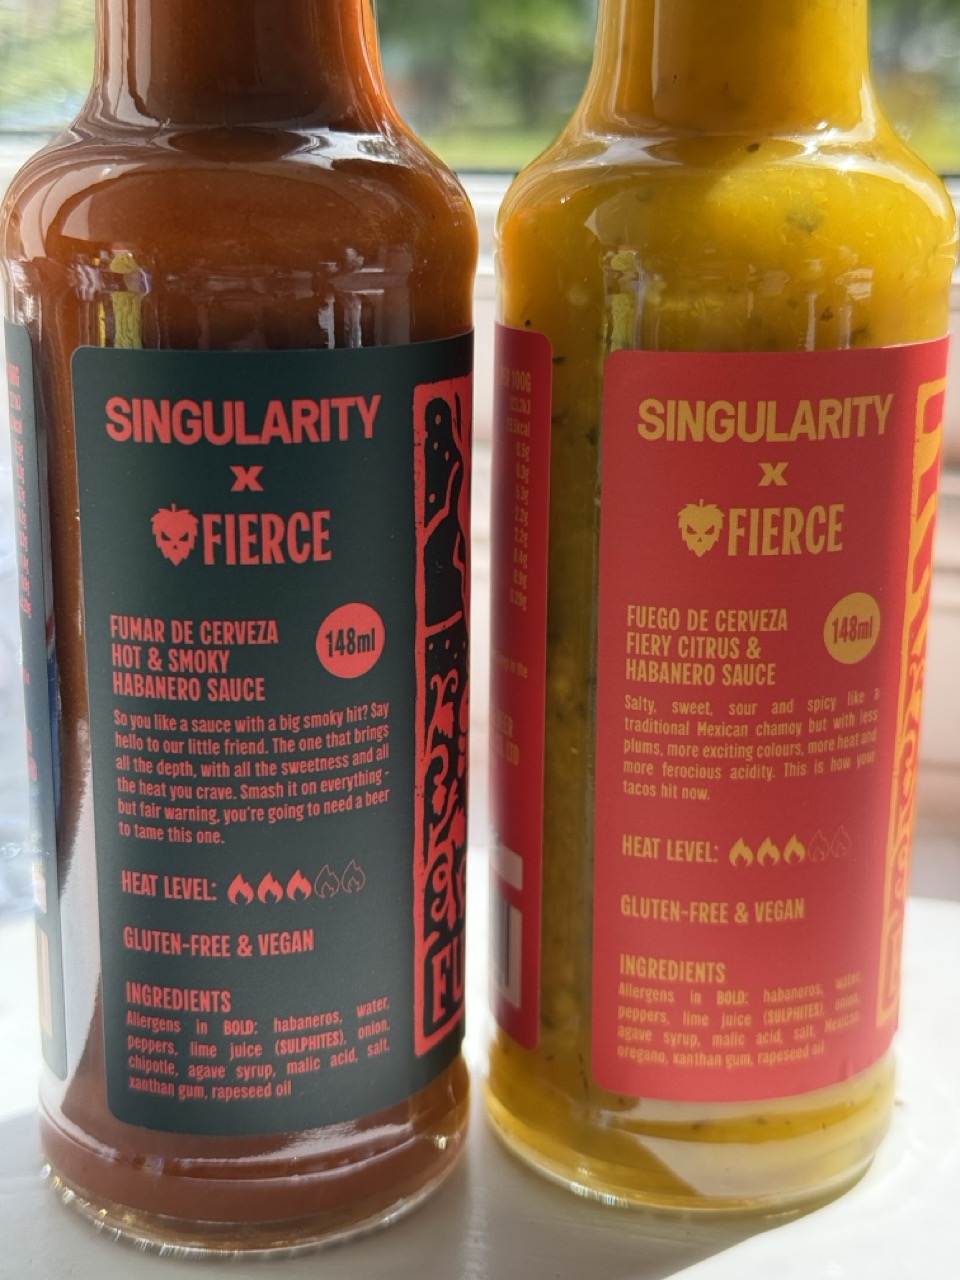 SINGULARITY
X
FIERCE
FUMAR DE CERVEZA
HOT & SMOKY
HABANERO SAUCE
148ml
So you like a sauce with a big smoky hit? Say
hello to our little friend. The one that brings
all the depth, with all the sweetness and all
the heat you crave. Smash it on everything -
but fair warning, you're going to need a beer
to tame this one.
HEAT LEVEL:
GLUTEN-FREE & VEGAN
INGREDIENTS
Allergens in BOLD: habaneros, water,
peppers, lime juice (SULPHITES), onion,
chipotle, agave syrup, malic acid, salt,
xanthan gum, rapeseed oil
FU
100G
SINGULARITY
X
FIERCE
FUEGO DE CERVEZA
FIERY CITRUS &
HABANERO SAUCE
148ml
Salty, sweet, sour and spicy like a
traditional Mexican chamoy but with less
plums, more exciting colours, more heat and
more ferocious acidity. This is how your
tacos hit now.
HEAT LEVEL:
GLUTEN-FREE & VEGAN
INGREDIENTS
Allergens in BOLD: habaneros, water,
peppers, lime juice (SULPHITES), onion,
agave syrup, malic acid, salt, Mexican
oregano, xanthan gum, rapeseed oil